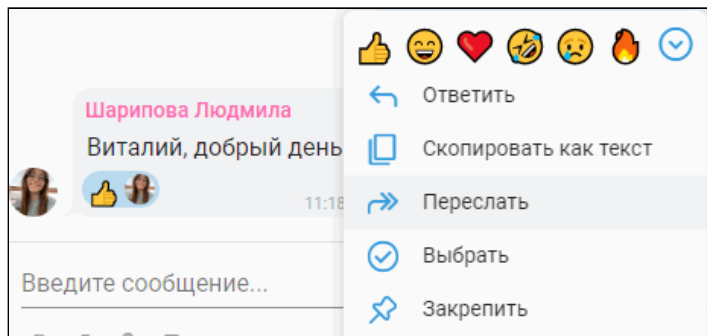 Шарипова Людмила
Виталий, добрый день
11:18
Введите сообщение...
Ответить
Скопировать как текст
Переслать
Выбрать
Закрепить